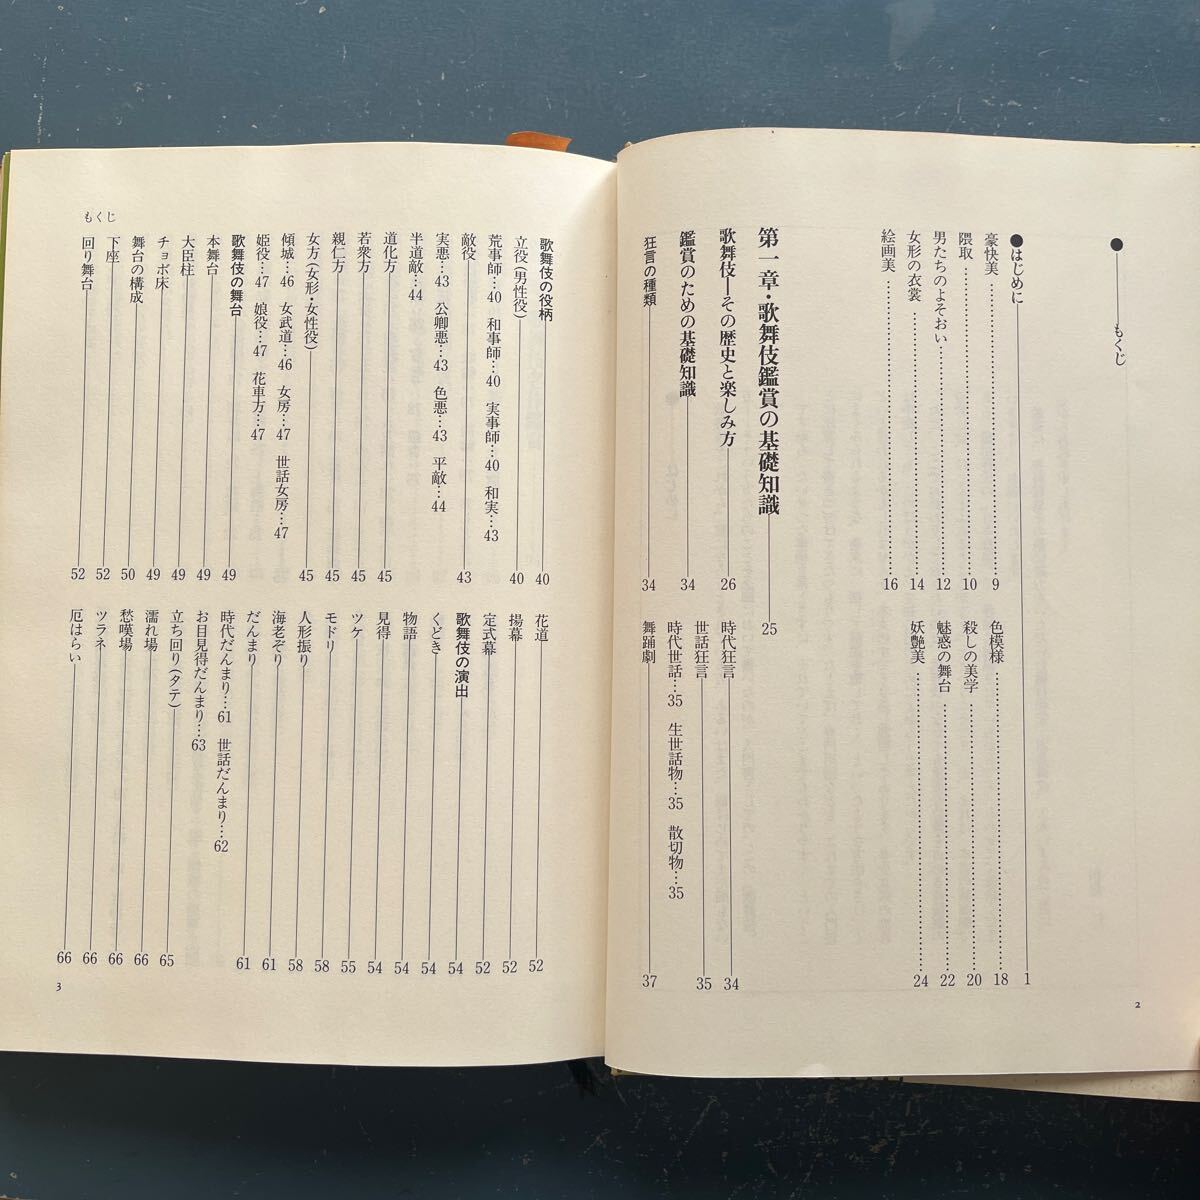 ●―もくじ
●はじめに―1
豪快美…9
隈取…10
男たちのよそおい…12
女形の衣裳…14
絵画美…16
色模様…18
殺しの美学…20
魅惑の舞台…22
妖艶美…24
第一章・歌舞伎鑑賞の基礎知識―25
歌舞伎―その歴史と楽しみ方―26
鑑賞のための基礎知識―34
狂言の種類―34
時代狂言―34
世話狂言―35
時代世話…35 生世話物…35 散切物…35
舞踊劇―37
2
歌舞伎の役柄―40
立役(男性役)―40
荒事師…40 和事師…40 実事師…40 和実…43
敵役―43
実悪…43 公卿悪…43 色悪…43 平敵…44
半道敵…44
道化方―45
若衆方―45
親仁方―45
女方(女形・女性役)―45
傾城…46 女武道…46 女房…47 世話女房…47
姫役…47 娘役…47 花車方…47
歌舞伎の舞台―49
本舞台―49
大臣柱―49
チョボ床―49
舞台の構成―50
下座―52
回り舞台―52
花道―52
揚幕―52
定式幕―52
歌舞伎の演出―54
くどき―54
物語―54
見得―54
ツケ―55
モドリ―58
人形振り―58
海老ぞり―61
だんまり―61
時代だんまり…61 世話だんまり…62
お目見得だんまり…63
立ち回り(タテ)―65
濡れ場―66
愁嘆場―66
ツラネ―66
厄はらい―66
もくじ
3